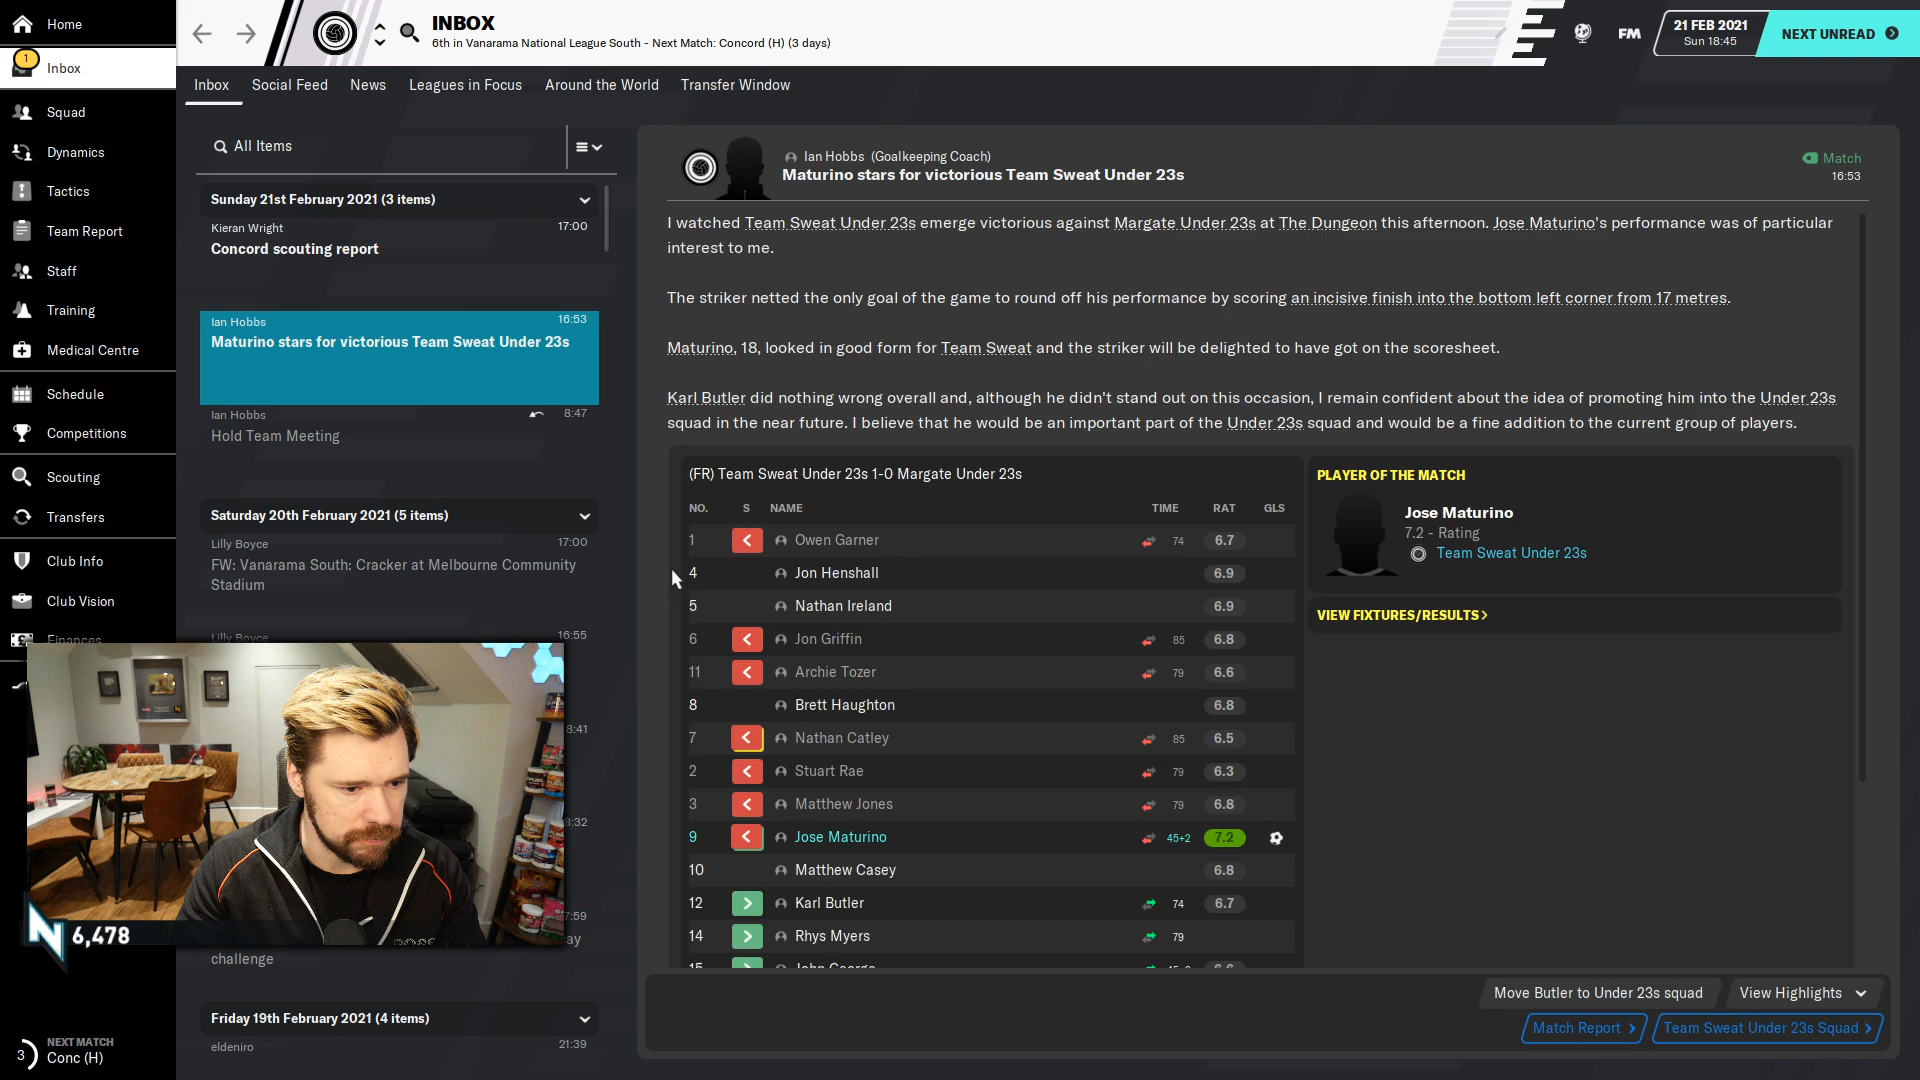 Home
1
Inbox
Squad
Dynamics
Tactics
Team Report
Staff
Training
Medical Centre
Schedule
Competitions
Scouting
Transfers
Club Info
Club Vision
Finances
NEXT MATCH
3
Conc (H)
INBOX
6th in Vanarama National League South - Next Match: Concord (H) (3 days)
FM
21 FEB 2021
Sun 18:45
NEXT UNREAD
Inbox Social Feed News Leagues in Focus Around the World Transfer Window
All Items
Sunday 21st February 2021 (3 items)
Kieran Wright 17:00
Concord scouting report
Ian Hobbs 16:53
Maturino stars for victorious Team Sweat Under 23s
Ian Hobbs 8:47
Hold Team Meeting
Saturday 20th February 2021 (5 items)
Lilly Boyce 17:00
FW: Vanarama South: Cracker at Melbourne Community
Stadium
Lilly Boyce 16:55
8:41
8:32
7:59
ay
challenge
6,478
Friday 19th February 2021 (4 items)
eldeniro 21:39
Ian Hobbs (Goalkeeping Coach)
Maturino stars for victorious Team Sweat Under 23s
Match
16:53
I watched Team Sweat Under 23s emerge victorious against Margate Under 23s at The Dungeon this afternoon. Jose Maturino's performance was of particular
interest to me.
The striker netted the only goal of the game to round off his performance by scoring an incisive finish into the bottom left corner from 17 metres.
Maturino, 18, looked in good form for Team Sweat and the striker will be delighted to have got on the scoresheet.
Karl Butler did nothing wrong overall and, although he didn't stand out on this occasion, I remain confident about the idea of promoting him into the Under 23s
squad in the near future. I believe that he would be an important part of the Under 23s squad and would be a fine addition to the current group of players.
(FR) Team Sweat Under 23s 1-0 Margate Under 23s
NO. S NAME TIME RAT GLS
1 Owen Garner 74 6.7
4 Jon Henshall 6.9
5 Nathan Ireland 6.9
6 Jon Griffin 85 6.8
11 Archie Tozer 79 6.6
8 Brett Haughton 6.8
7 Nathan Catley 85 6.5
2 Stuart Rae 79 6.3
3 Matthew Jones 79 6.8
9 Jose Maturino 45+2 7.2
10 Matthew Casey 6.8
12 Karl Butler 74 6.7
14 Rhys Myers 79
15 John George
PLAYER OF THE MATCH
Jose Maturino
7.2 - Rating
Team Sweat Under 23s
VIEW FIXTURES/RESULTS>
Move Butler to Under 23s squad View Highlights
Match Report > Team Sweat Under 23s Squad >